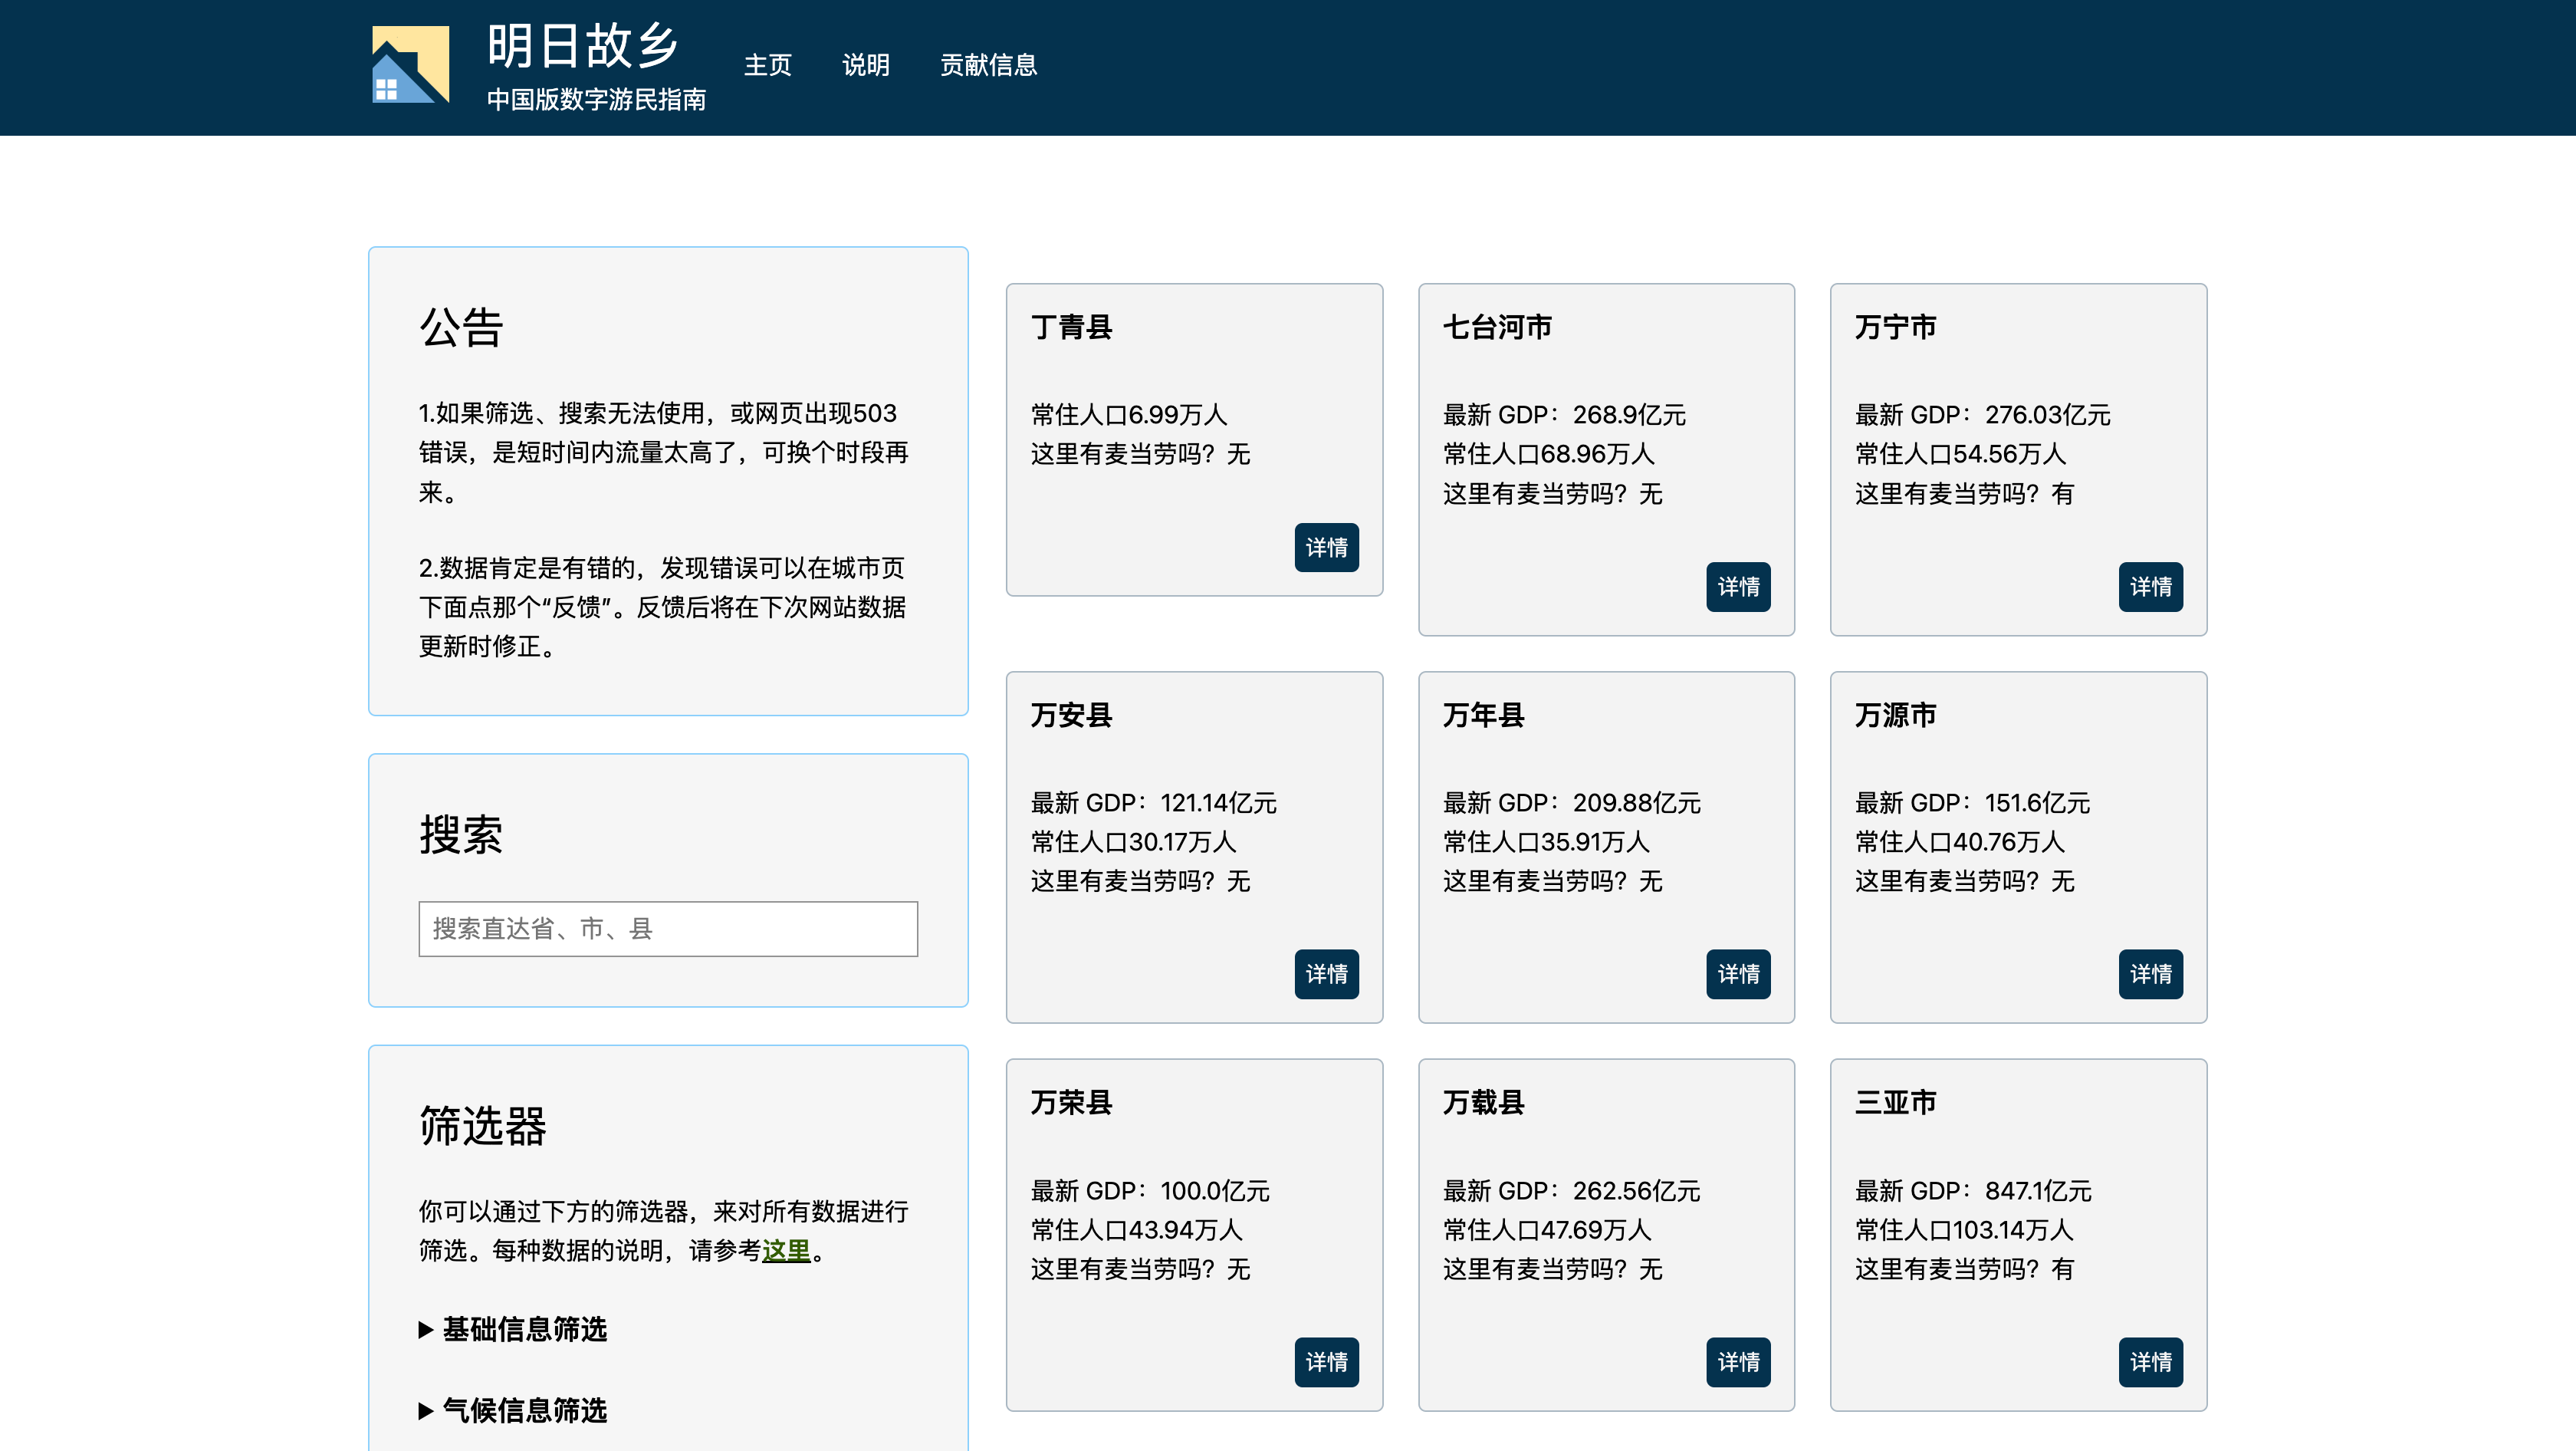 明日故乡
中国版数字游民指南
主页
说明
贡献信息
公告
1.如果筛选、搜索无法使用，或网页出现503
错误，是短时间内流量太高了，可换个时段再
来。
2.数据肯定是有错的，发现错误可以在城市页
下面点那个“反馈”。反馈后将在下次网站数据
更新时修正。
搜索
搜索直达省、市、县
筛选器
你可以通过下方的筛选器，来对所有数据进行
筛选。每种数据的说明，请参考这里。
▶ 基础信息筛选
▶ 气候信息筛选
丁青县
常住人口6.99万人
这里有麦当劳吗？无
详情
七台河市
最新 GDP：268.9亿元
常住人口68.96万人
这里有麦当劳吗？无
详情
万宁市
最新 GDP：276.03亿元
常住人口54.56万人
这里有麦当劳吗？有
详情
万安县
最新 GDP：121.14亿元
常住人口30.17万人
这里有麦当劳吗？无
详情
万年县
最新 GDP：209.88亿元
常住人口35.91万人
这里有麦当劳吗？无
详情
万源市
最新 GDP：151.6亿元
常住人口40.76万人
这里有麦当劳吗？无
详情
万荣县
最新 GDP：100.0亿元
常住人口43.94万人
这里有麦当劳吗？无
详情
万载县
最新 GDP：262.56亿元
常住人口47.69万人
这里有麦当劳吗？无
详情
三亚市
最新 GDP：847.1亿元
常住人口103.14万人
这里有麦当劳吗？有
详情